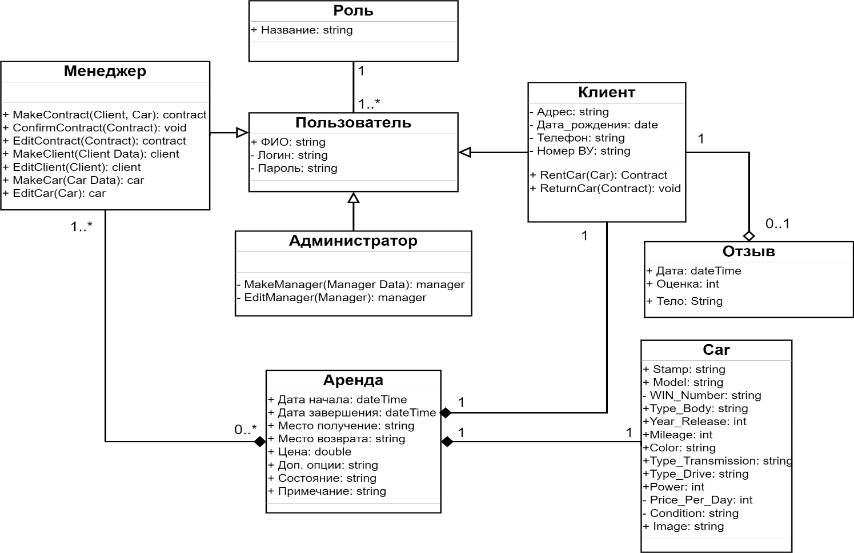 Роль
+ Название: string
1
1..*
Менеджер
+ MakeContract(Client, Car): contract
+ ConfirmContract(Contract): void
+ EditContract(Contract): contract
+ MakeClient(Client Data): client
+ EditClient(Client): client
+ MakeCar(Car Data): car
+ EditCar(Car): car
1..*
Пользователь
+ ФИО: string
- Логин: string
- Пароль: string
Клиент
- Адрес: string
- Дата_рождения: date
- Телефон: string
- Номер ВУ: string
+ RentCar(Car): Contract
+ ReturnCar(Contract): void
1
1
0..1
Администратор
- MakeManager(Manager Data): manager
- EditManager(Manager): manager
Отзыв
+ Дата: dateTime
+ Оценка: int
+ Тело: String
Аренда
+ Дата начала: dateTime
+ Дата завершения: dateTime
+ Место получение: string
+ Место возврата: string
+ Цена: double
+ Доп. опции: string
+ Состояние: string
+ Примечание: string
0..*
1
1
1
Car
+ Stamp: string
+ Model: string
- WIN_Number: string
+Type_Body: string
+Year_Release: int
+Mileage: int
+Color: string
+Type_Transmission: string
+Type_Drive: string
+Power: int
- Price_Per_Day: int
- Condition: string
+ Image: string